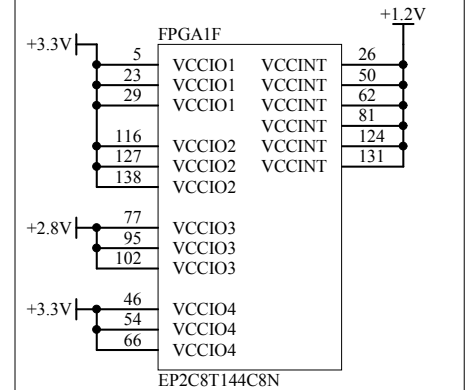 +1.2V
FPGA1F
+3.3V
5 VCCIO1 VCCINT 26
23 VCCIO1 VCCINT 50
29 VCCIO1 VCCINT 62
VCCINT 81
116 VCCIO2 VCCINT 124
127 VCCIO2 VCCINT 131
138 VCCIO2
+2.8V 77 VCCIO3
95 VCCIO3
102 VCCIO3
+3.3V 46 VCCIO4
54 VCCIO4
66 VCCIO4
EP2C8T144C8N